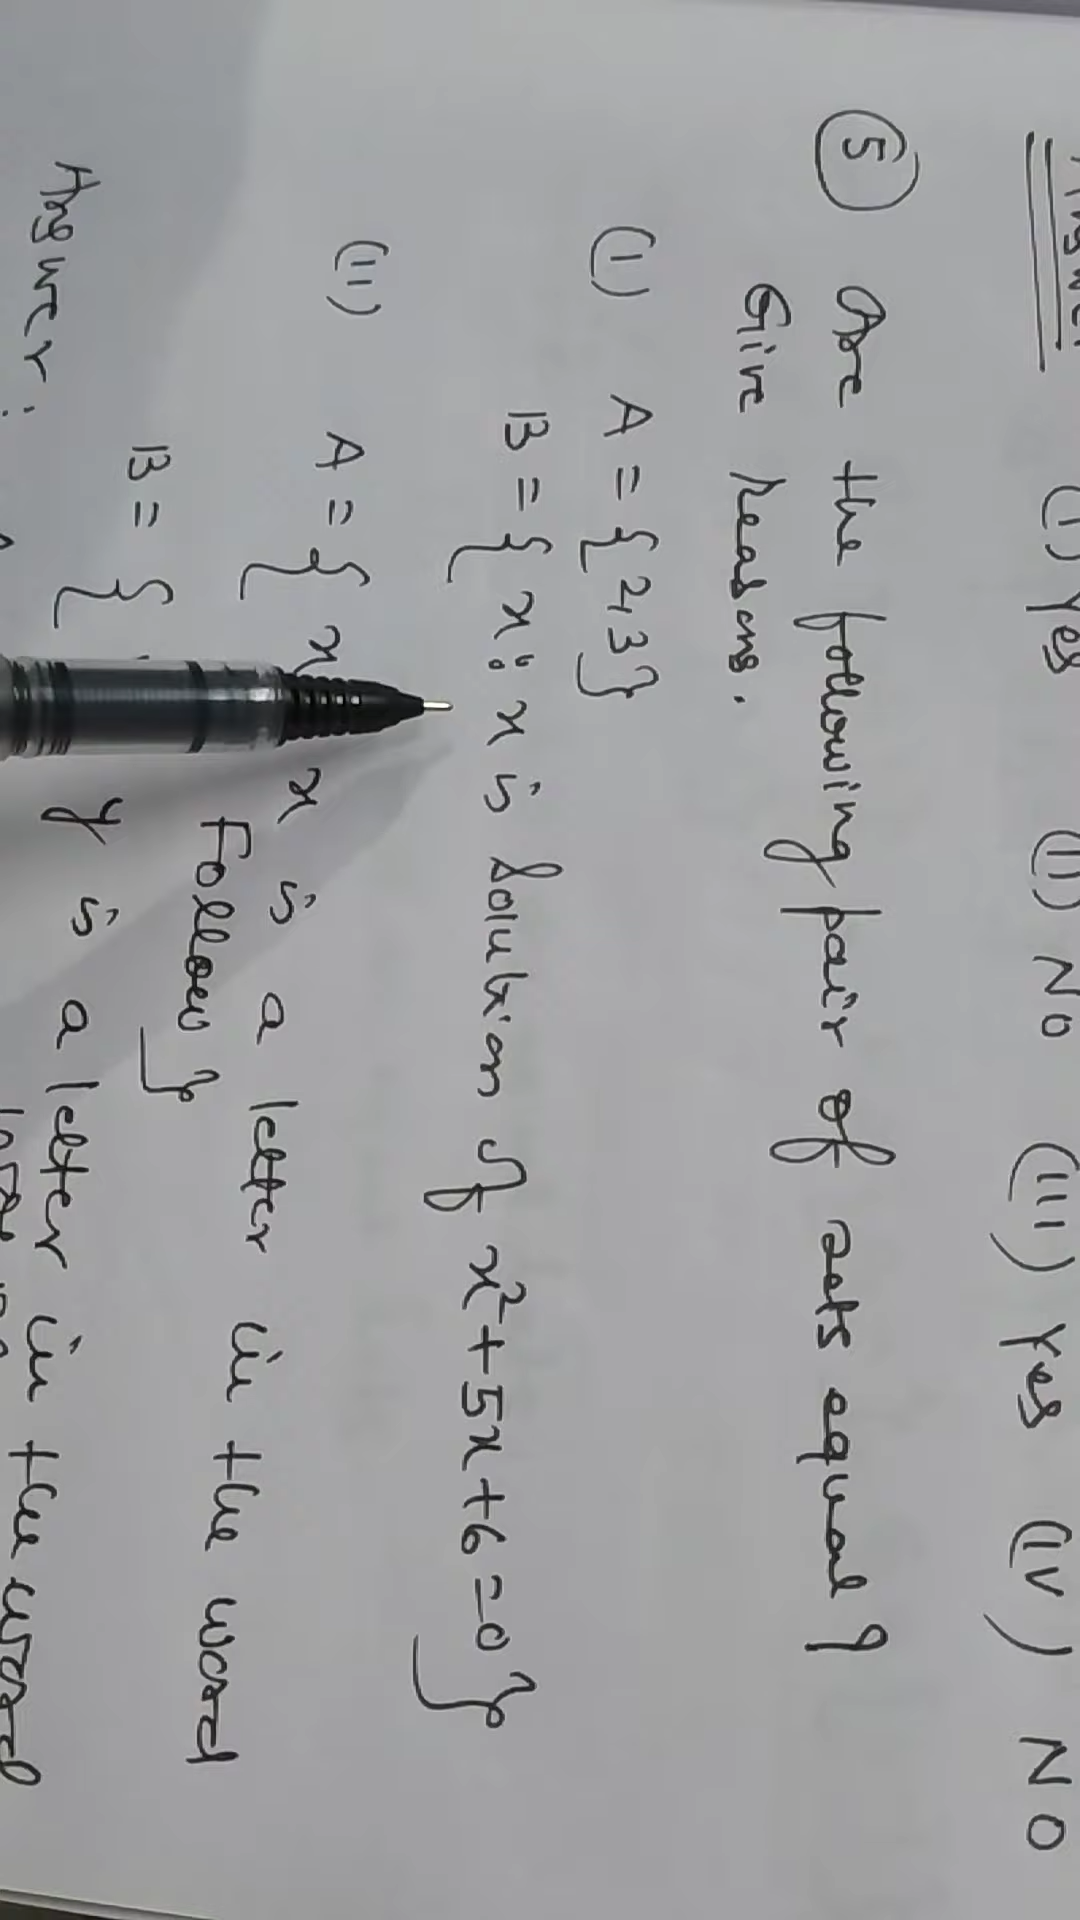 (I) Yes (II) No (III) Yes (IV) NO
(5) Are the following pair of sets equal?
Give Reasons.
(I) A = {2,3}
B = {x: x is solution of x²+5x+6=0}
(II) A = {x x is a letter in the word
Follow}
B = { y is a letter in the word
Answer: